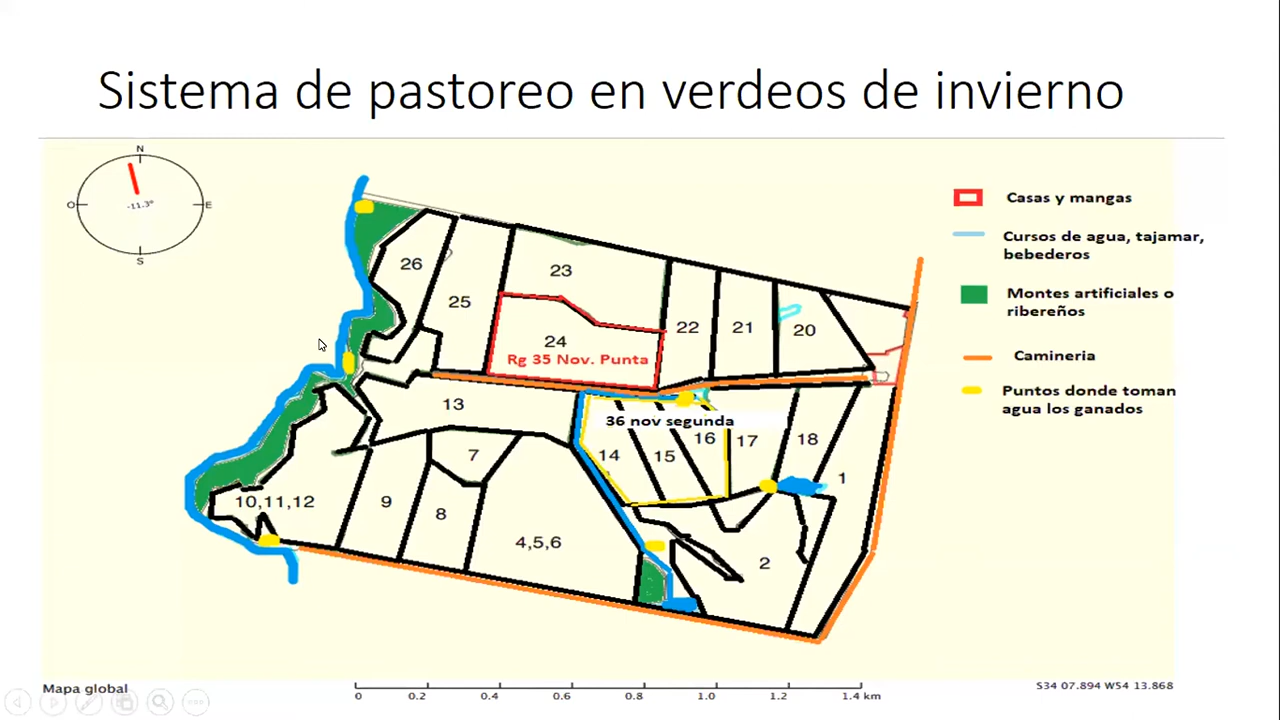 Sistema de pastoreo en verdeos de invierno
N
O
E
-11.3°
S
Casas y mangas
Cursos de agua, tajamar,
bebederos
Montes artificiales o
ribereños
Camineria
Puntos donde toman
agua los ganados
26
25
23
24
Rg 35 Nov. Punta
22
21
20
13
36 nov segunda
7
14
15
16
17
18
1
10,11,12
9
8
4,5,6
2
Mapa global
0
0.2
0.4
0.6
0.8
1.0
1.2
1.4 km
S34 07.894 W54 13.868